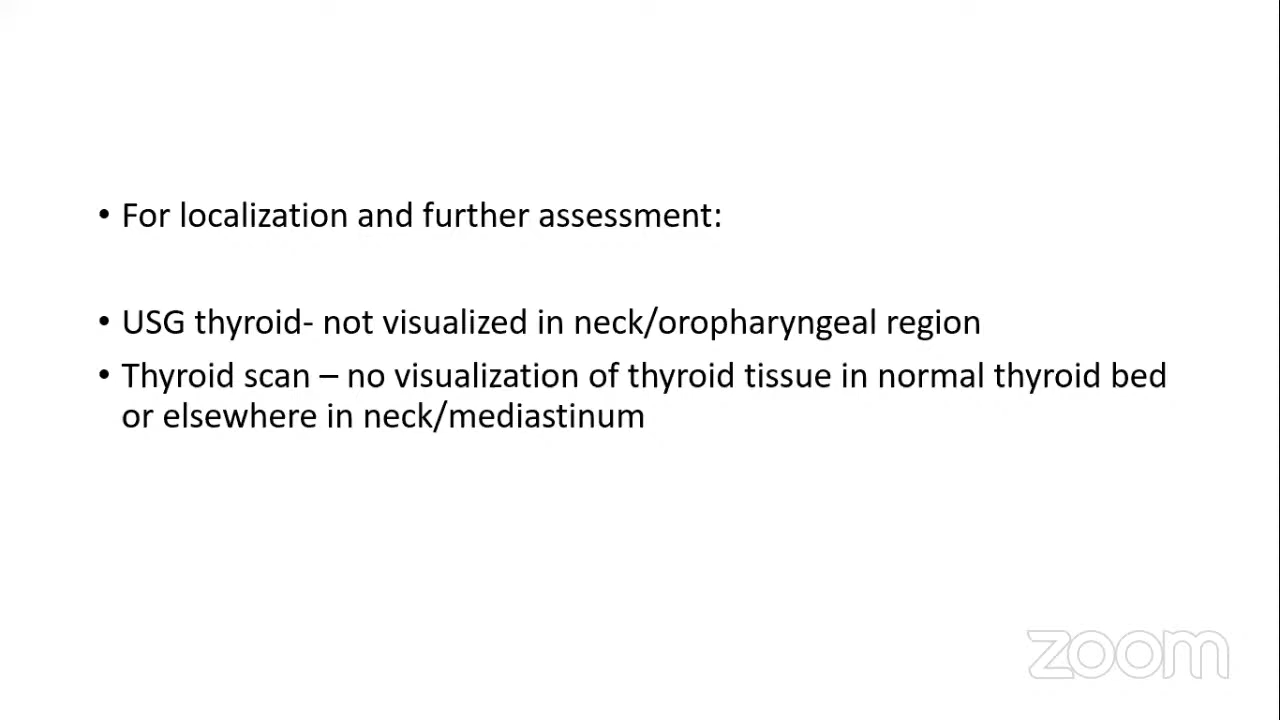 • For localization and further assessment:
• USG thyroid- not visualized in neck/oropharyngeal region
• Thyroid scan – no visualization of thyroid tissue in normal thyroid bed
or elsewhere in neck/mediastinum
zoom